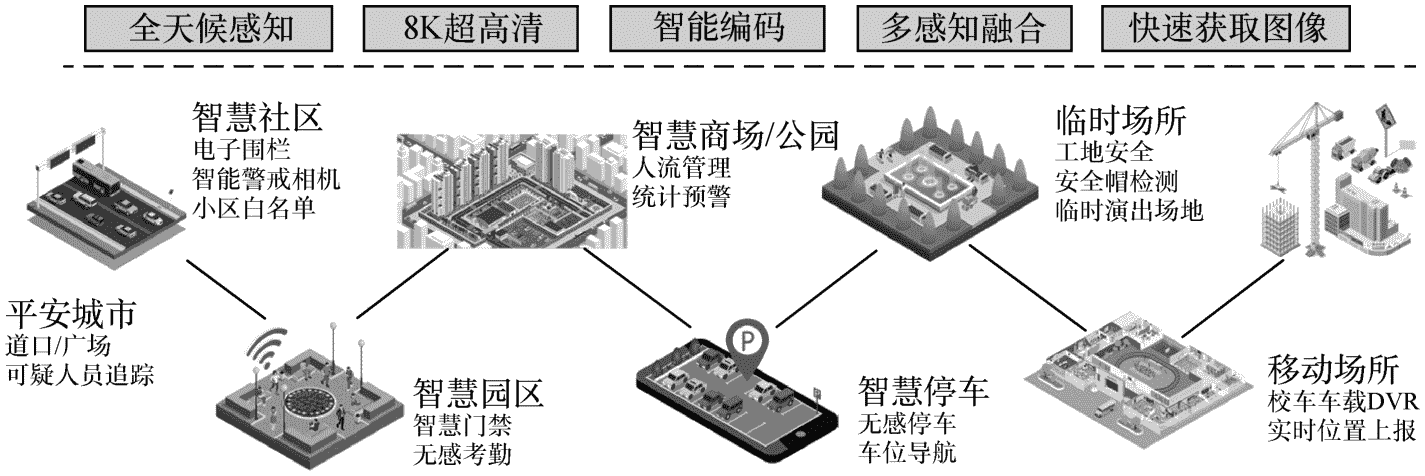 全天候感知
8K超高清
智能编码
多感知融合
快速获取图像
智慧社区
电子围栏
智能警戒相机
小区白名单
智慧商场/公园
人流管理
统计预警
临时场所
工地安全
安全帽检测
临时演出场地
平安城市
道口/广场
可疑人员追踪
智慧园区
智慧门禁
无感考勤
P
智慧停车
无感停车
车位导航
移动场所
校车车载DVR
实时位置上报